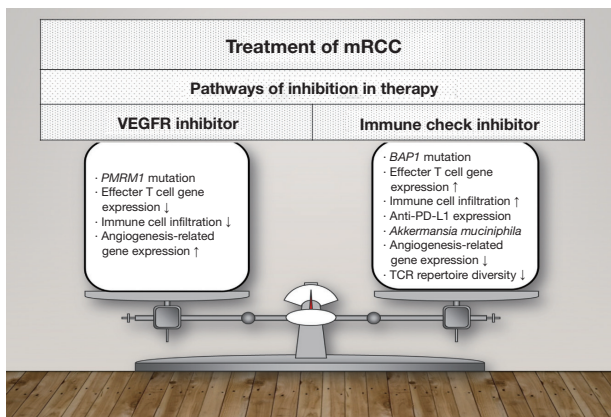 Treatment of mRCC
Pathways of inhibition in therapy
VEGFR inhibitor
Immune check inhibitor
· PMRM1 mutation
· Effecter T cell gene
expression ↓
· Immune cell infiltration ↓
· Angiogenesis-related
gene expression ↑
· BAP1 mutation
· Effecter T cell gene
expression ↑
· Immune cell infiltration ↑
· Anti-PD-L1 expression
· Akkermansia muciniphila
· Angiogenesis-related
gene expression ↓
· TCR repertoire diversity ↓